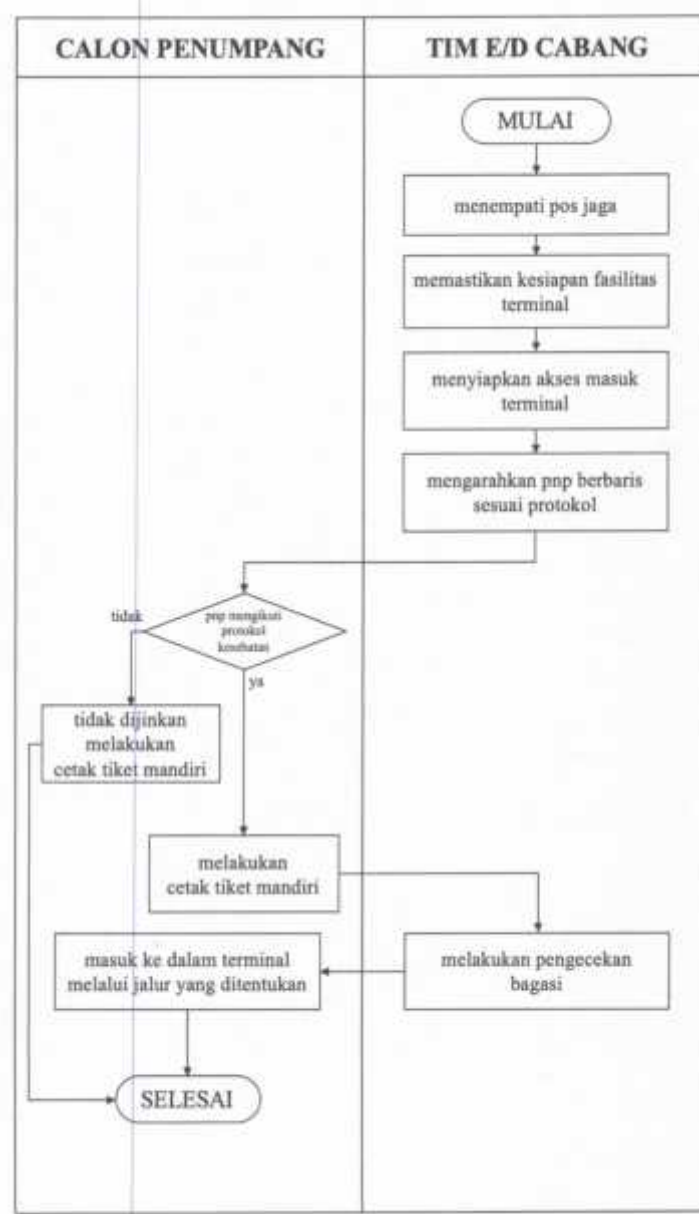 CALON PENUMPANG
TIM E/D CABANG
MULAI
menempati pos jaga
memastikan kesiapan fasilitas
terminal
menyiapkan akses masuk
terminal
mengarahkan pnp berbaris
sesuai protokol
tidak
pnp mengikuti
protokol
kesehatan
ya
tidak dijinkan
melakukan
cetak tiket mandiri
melakukan
cetak tiket mandiri
masuk ke dalam terminal
melalui jalur yang ditentukan
melakukan pengecekan
bagasi
SELESAI